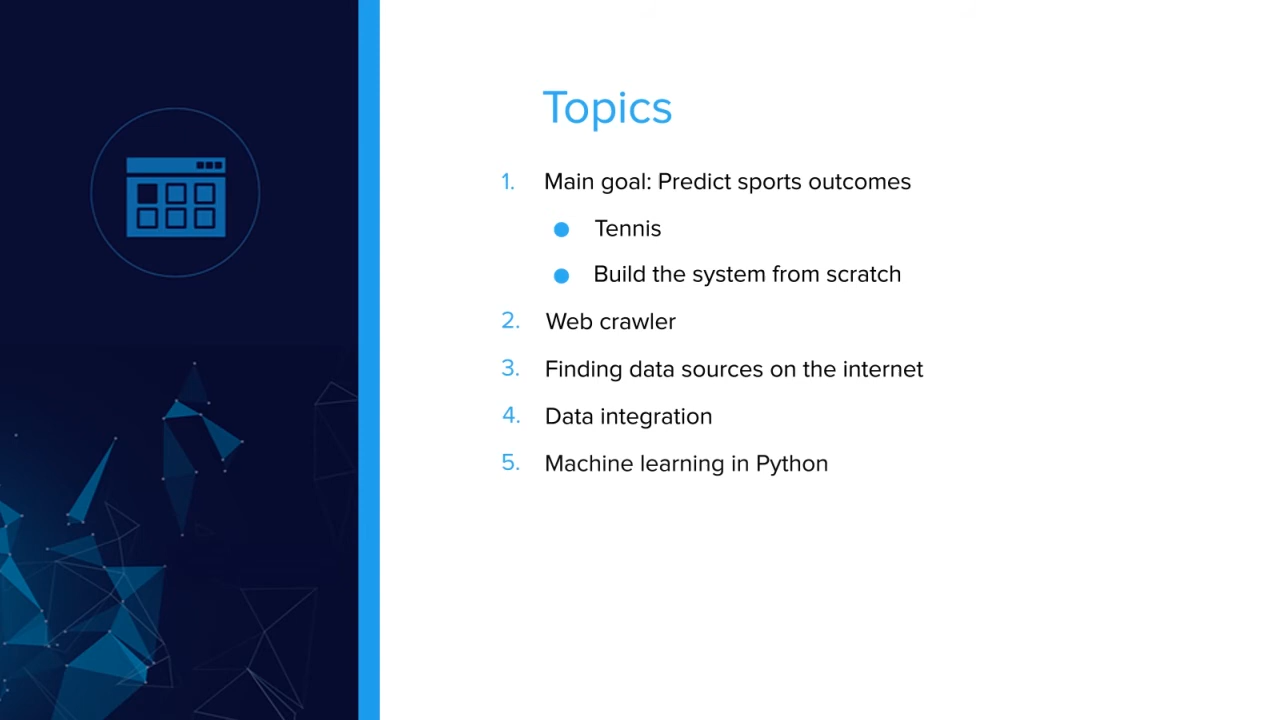 Topics
1. Main goal: Predict sports outcomes
● Tennis
● Build the system from scratch
2. Web crawler
3. Finding data sources on the internet
4. Data integration
5. Machine learning in Python